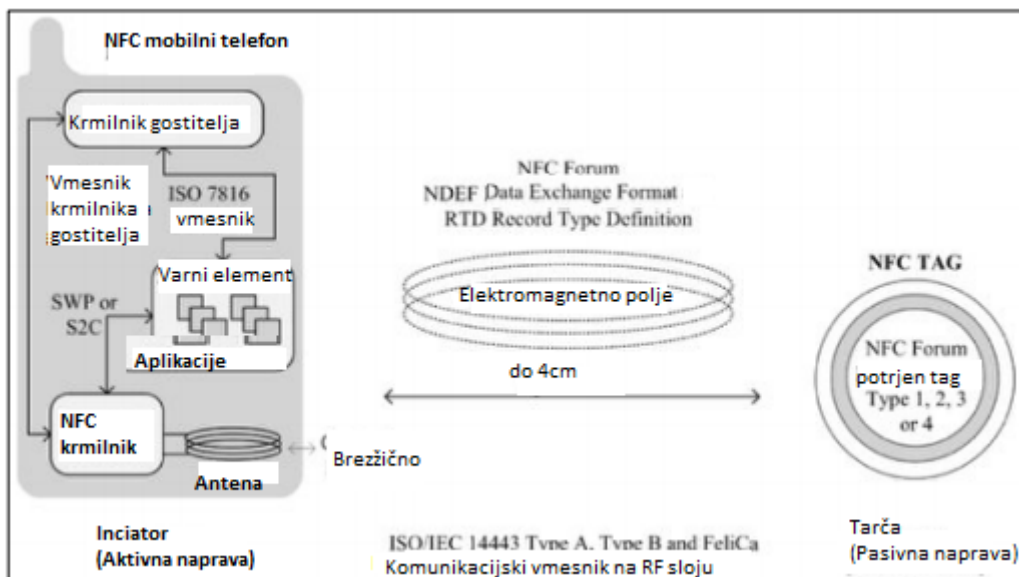 NFC mobilni telefon
Krmilnik gostitelja
Vmesnik
krmilnika
gostitelja
ISO 7816
vmesnik
Varni element
SWP or
S2C
Aplikacije
NFC
krmilnik
Antena
Brezžično
Inciator
(Aktivna naprava)
NFC Forum
NDEF Data Exchange Format
RTD Record Type Definition
Elektromagnetno polje
do 4cm
ISO/IEC 14443 Type A, Type B and FeliCa
Komunikacijski vmesnik na RF sloju
NFC TAG
NFC Forum
potrjen tag
Type 1, 2, 3
or 4
Tarča
(Pasivna naprava)